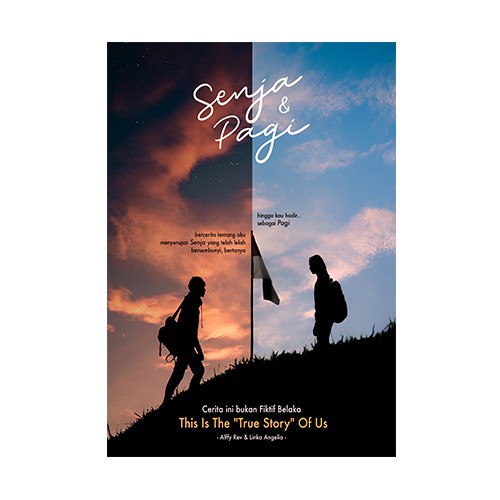 Senja
&
Pagi
hingga kau hadir..
sebagai Pagi
bercerita tentang aku
menyerupai Senja yang telah lelah
bersembunyi, bertanya
Cerita ini bukan Fiktif Belaka
This Is The "True Story" Of Us
- Alffy Rev & Linka Angelia -